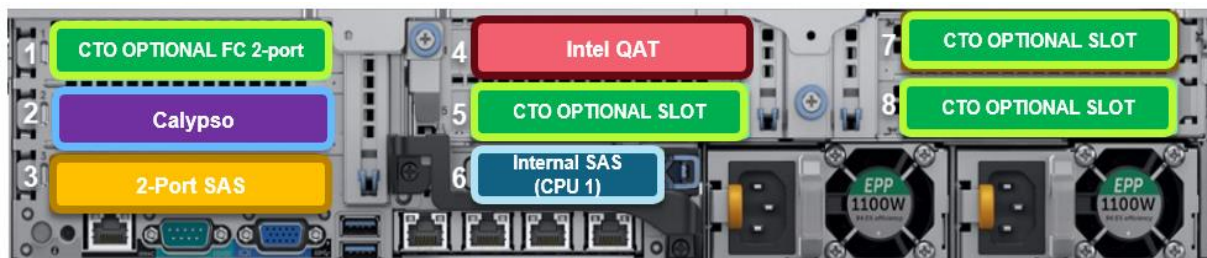 1 CTO OPTIONAL FC 2-port
2 Calypso
3 2-Port SAS
4 Intel QAT
5 CTO OPTIONAL SLOT
6 Internal SAS
(CPU 1)
7 CTO OPTIONAL SLOT
8 CTO OPTIONAL SLOT
EPP
1100W
EPP
1100W